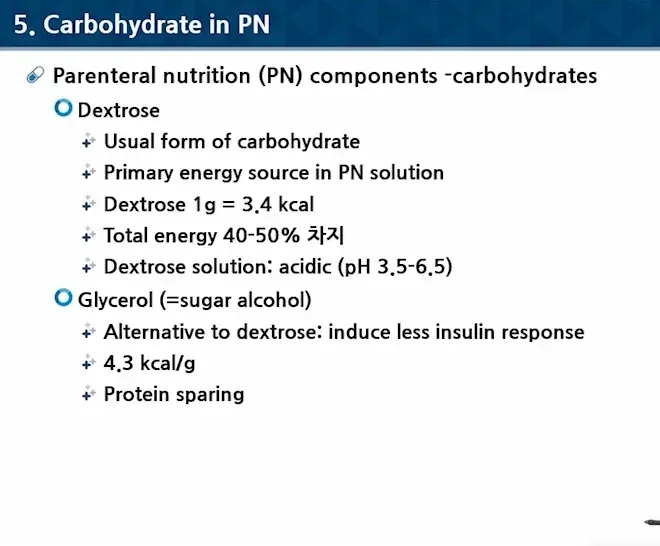 5. Carbohydrate in PN
Parenteral nutrition (PN) components -carbohydrates
Dextrose
Usual form of carbohydrate
Primary energy source in PN solution
Dextrose 1g = 3.4 kcal
Total energy 40-50% 차지
Dextrose solution: acidic (pH 3.5-6.5)
Glycerol (=sugar alcohol)
Alternative to dextrose: induce less insulin response
4.3 kcal/g
Protein sparing